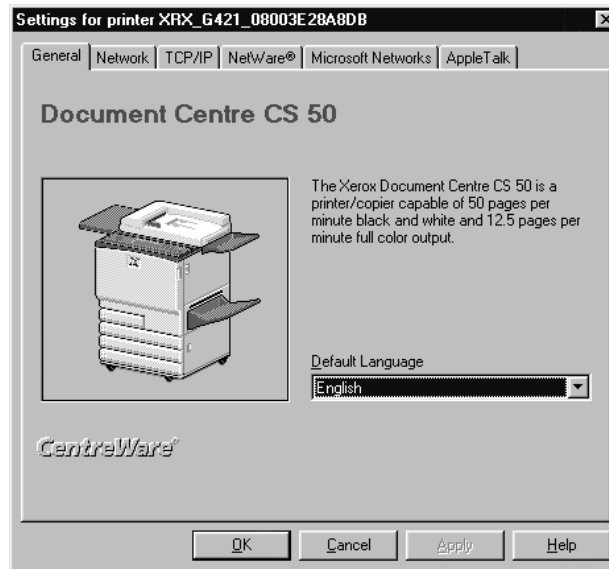 Settings for printer XRX_G421_08003E28A8DB
General Network TCP/IP NetWare® Microsoft Networks AppleTalk
Document Centre CS 50
The Xerox Document Centre CS 50 is a
printer/copier capable of 50 pages per
minute black and white and 12.5 pages per
minute full color output.
Default Language
English
CentreWare®
OK Cancel Apply Help